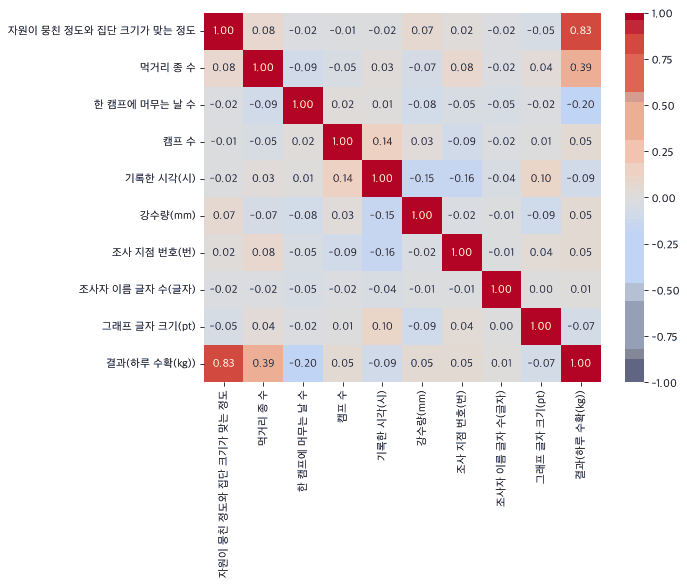 자원이 뭉친 정도와 집단 크기가 맞는 정도 1.00 0.08 -0.02 -0.01 -0.02 0.07 0.02 -0.02 -0.05 0.83
먹거리 종 수 0.08 1.00 -0.09 -0.05 0.03 -0.07 0.08 -0.02 0.04 0.39
한 캠프에 머무는 날 수 -0.02 -0.09 1.00 0.02 0.01 -0.08 -0.05 -0.05 -0.02 -0.20
캠프 수 -0.01 -0.05 0.02 1.00 0.14 0.03 -0.09 -0.02 0.01 0.05
기록한 시각(시) -0.02 0.03 0.01 0.14 1.00 -0.15 -0.16 -0.04 0.10 -0.09
강수량(mm) 0.07 -0.07 -0.08 0.03 -0.15 1.00 -0.02 -0.01 -0.09 0.05
조사 지점 번호(번) 0.02 0.08 -0.05 -0.09 -0.16 -0.02 1.00 -0.01 0.04 0.05
조사자 이름 글자 수(글자) -0.02 -0.02 -0.05 -0.02 -0.04 -0.01 -0.01 1.00 0.00 0.01
그래프 글자 크기(pt) -0.05 0.04 -0.02 0.01 0.10 -0.09 0.04 0.00 1.00 -0.07
결과(하루 수확(kg)) 0.83 0.39 -0.20 0.05 -0.09 0.05 0.05 0.01 -0.07 1.00
자원이 뭉친 정도와 집단 크기가 맞는 정도
먹거리 종 수
한 캠프에 머무는 날 수
캠프 수
기록한 시각(시)
강수량(mm)
조사 지점 번호(번)
조사자 이름 글자 수(글자)
그래프 글자 크기(pt)
결과(하루 수확(kg))
1.00
0.75
0.50
0.25
0.00
-0.25
-0.50
-0.75
-1.00